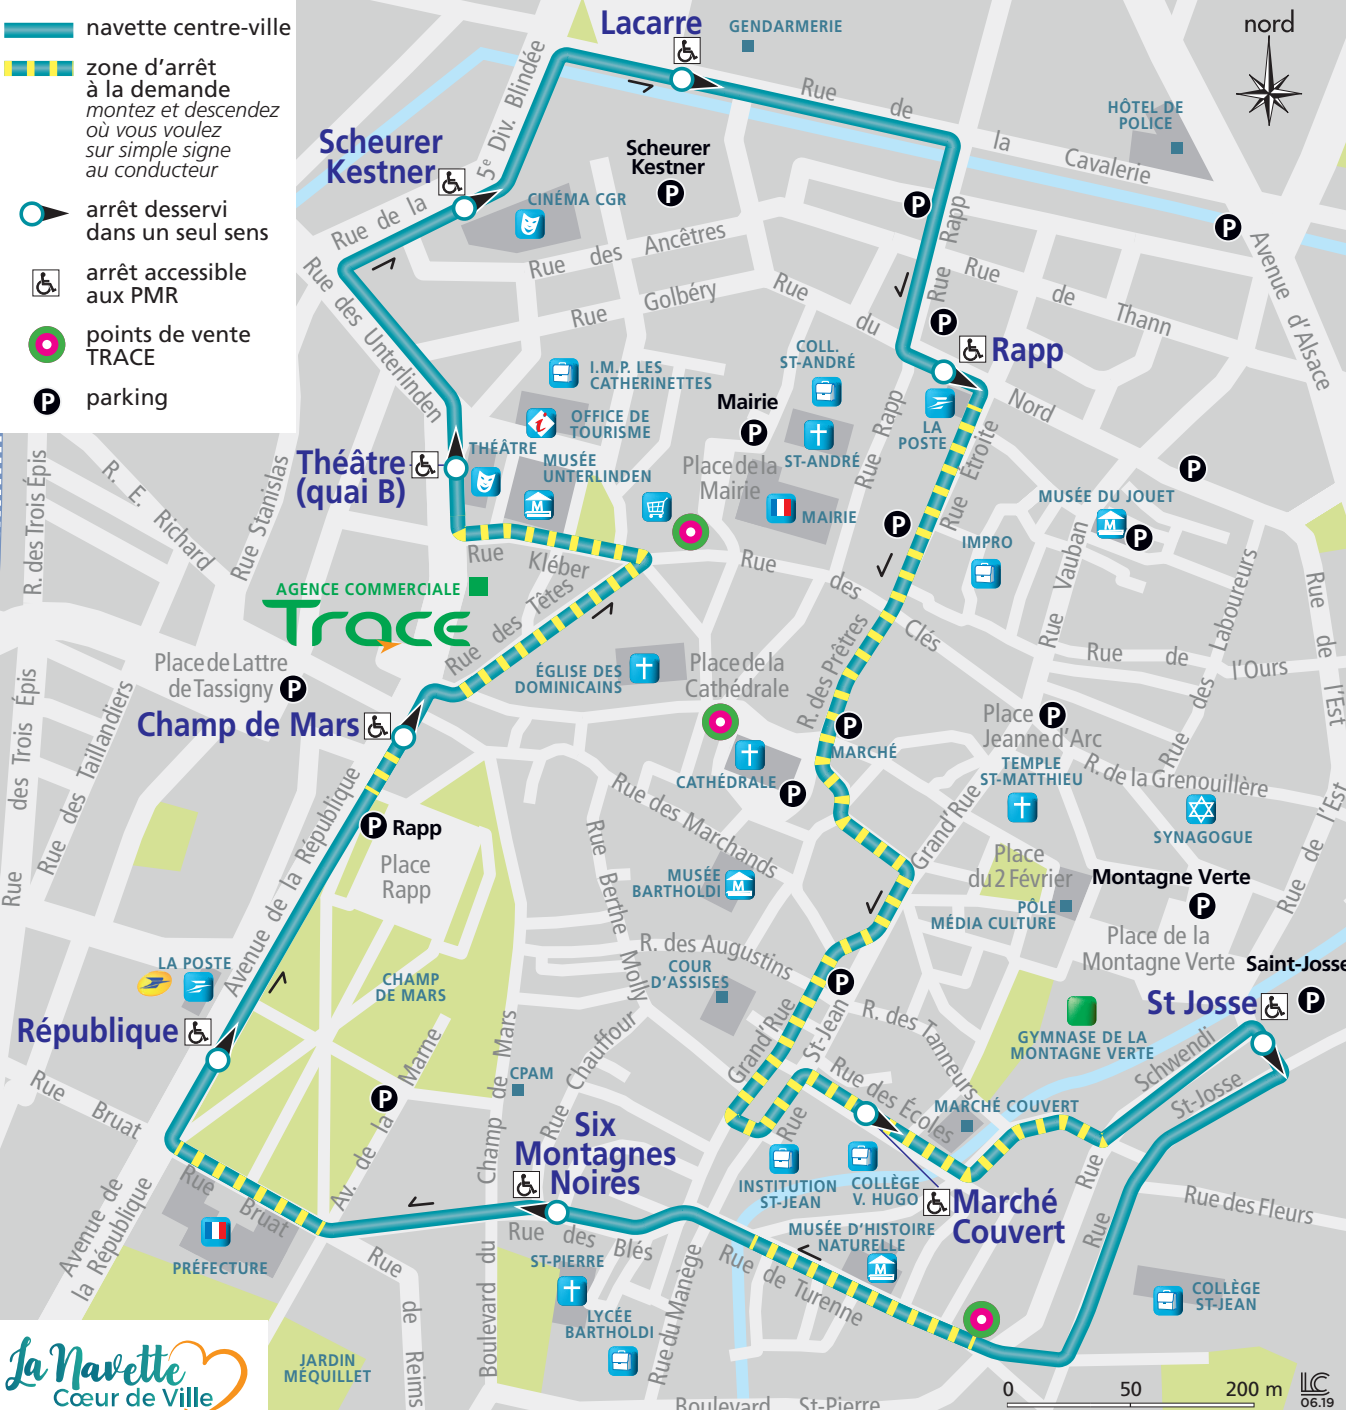 navette centre-ville
zone d'arrêt
à la demande
montez et descendez
où vous voulez
sur simple signe
au conducteur
arrêt desservi
dans un seul sens
arrêt accessible
aux PMR
points de vente
TRACE
P parking
nord
Lacarre
GENDARMERIE
Rue de la Cavalerie
HÔTEL DE
POLICE
5e Div. Blindée
Scheurer
Kestner
Scheurer
Kestner
P
Rue de la
CINÉMA CGR
P
P
Rue des Ancêtres
Rue Rapp
Avenue d'Alsace
Rue des Unterlinden
Rue Golbéry
Rue du Nord
Rue de Thann
P
Rapp
COLL.
ST-ANDRÉ
I.M.P. LES
CATHERINETTES
Mairie
P
OFFICE DE
TOURISME
LA
POSTE
ST-ANDRÉ
Rue Rapp
Rue Étroite
THÉÂTRE
Théâtre
(quai B)
MUSÉE
UNTERLINDEN
M
Place de la
Mairie
MAIRIE
P
P
MUSÉE DU JOUET
M
P
IMPRO
R. des Trois Épis
R. E. Richard
Rue Stanislas
Rue Kléber
Rue des Clés
Rue Vauban
Rue des Laboureurs
Rue de l'Est
AGENCE COMMERCIALE
Trace
Rue des Têtes
Rue de l'Ours
Place de Lattre
de Tassigny
P
ÉGLISE DES
DOMINICAINS
Place de la
Cathédrale
R. des Prêtres
Champ de Mars
P
MARCHÉ
Place
Jeanne d'Arc
P
CATHÉDRALE
P
TEMPLE
ST-MATTHIEU
R. de la Grenouillère
SYNAGOGUE
Rue des Trois Épis
Rue des Taillandiers
Avenue de la République
P Rapp
Place
Rapp
Rue des Marchands
Rue Berthe Molly
MUSÉE
BARTHOLDI
M
Grand'Rue
Place
du 2 Février
Montagne Verte
P
PÔLE
MÉDIA CULTURE
Rue de l'Est
Place de la
Montagne Verte
Saint-Josse
P
LA POSTE
CHAMP
DE MARS
R. des Augustins
COUR
D'ASSISES
P
St Josse
République
GYMNASE DE LA
MONTAGNE VERTE
R. des Tanneurs
Grand'Rue
Rue St-Jean
Rue Schwendi
Rue St-Josse
Rue Bruat
P
Av. de la Marne
Champ de Mars
CPAM
Rue Chauffour
Rue des Écoles
MARCHÉ COUVERT
Six
Montagnes
Noires
INSTITUTION
ST-JEAN
COLLÈGE
V. HUGO
Marché
Couvert
Rue des Fleurs
Rue Bruat
PRÉFECTURE
Avenue de
la République
Rue des Blés
ST-PIERRE
MUSÉE D'HISTOIRE
NATURELLE
M
Rue de Turenne
COLLÈGE
ST-JEAN
LYCÉE
BARTHOLDI
Rue du Manège
Rue de Reims
Boulevard du
JARDIN
MÉQUILLET
La Navette
Cœur de Ville
Boulevard St-Pierre
0 50 200 m
LC
06.19